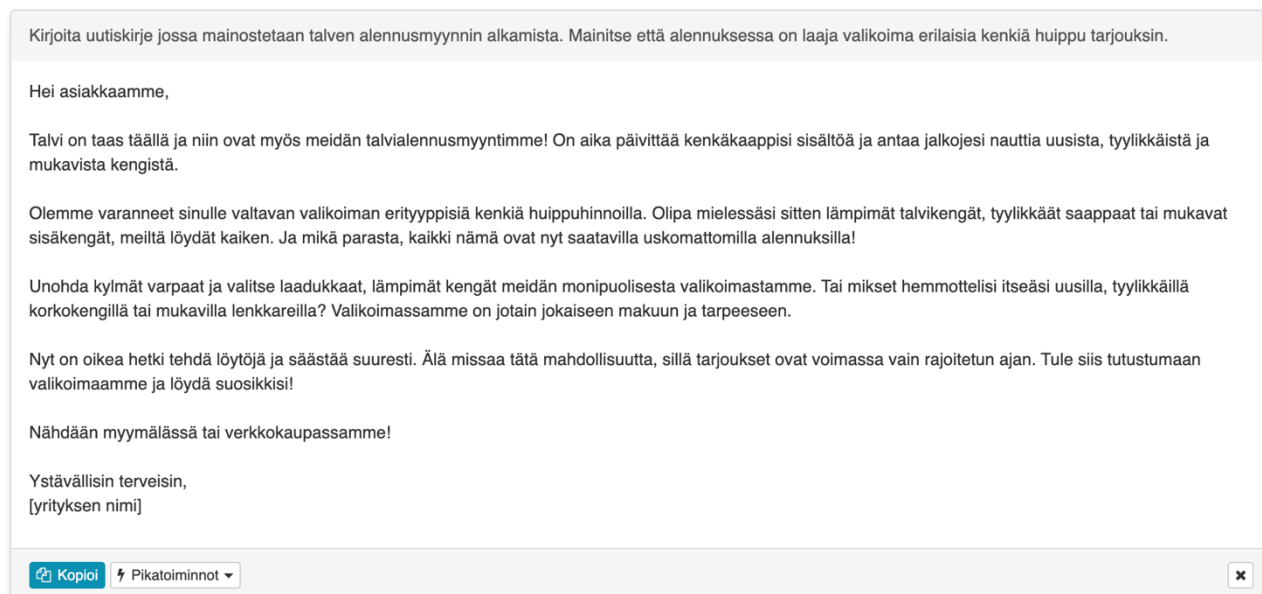 Kirjoita uutiskirje jossa mainostetaan talven alennusmyynnin alkamista. Mainitse että alennuksessa on laaja valikoima erilaisia kenkiä huippu tarjouksin.
Hei asiakkaamme,
Talvi on taas täällä ja niin ovat myös meidän talvialennusmyyntimme! On aika päivittää kenkäkaappisi sisältöä ja antaa jalkojesi nauttia uusista, tyylikkäistä ja
mukavista kengistä.
Olemme varanneet sinulle valtavan valikoiman erityyppisiä kenkiä huippuhinnoilla. Olipa mielessäsi sitten lämpimät talvikengät, tyylikkäät saappaat tai mukavat
sisäkengät, meiltä löydät kaiken. Ja mikä parasta, kaikki nämä ovat nyt saatavilla uskomattomilla alennuksilla!
Unohda kylmät varpaat ja valitse laadukkaat, lämpimät kengät meidän monipuolisesta valikoimastamme. Tai mikset hemmottelisi itseäsi uusilla, tyylikkäillä
korkokengillä tai mukavilla lenkkareilla? Valikoimassamme on jotain jokaiseen makuun ja tarpeeseen.
Nyt on oikea hetki tehdä löytöjä ja säästää suuresti. Älä missaa tätä mahdollisuutta, sillä tarjoukset ovat voimassa vain rajoitetun ajan. Tule siis tutustumaan
valikoimaamme ja löydä suosikkisi!
Nähdään myymälässä tai verkkokaupassamme!
Ystävällisin terveisin,
[yrityksen nimi]
Kopioi Pikatoiminnot